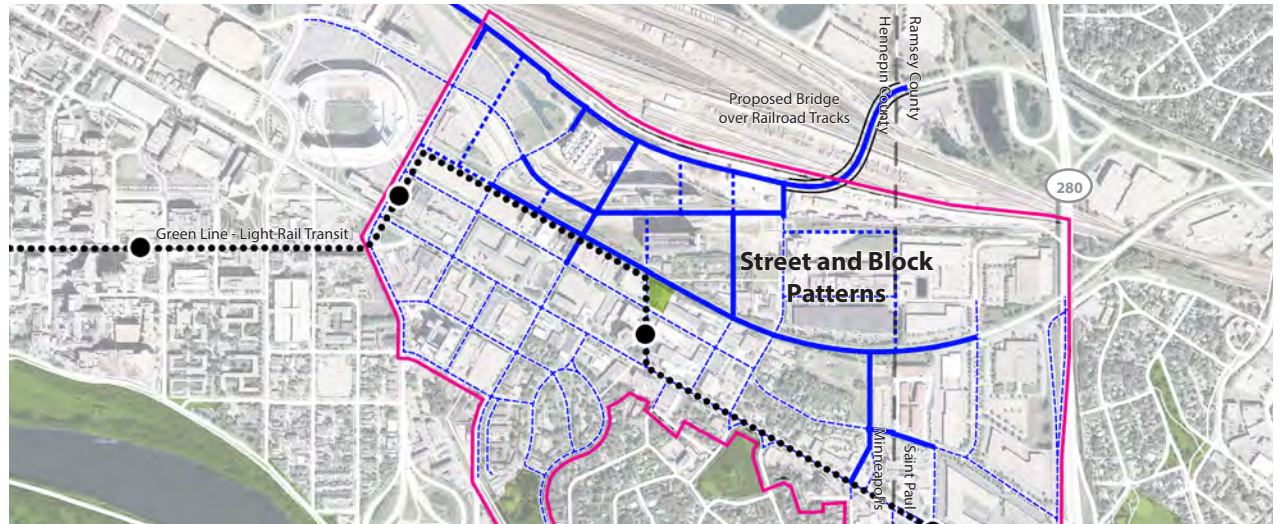 Ramsey County
Hennepin County
Proposed Bridge
over Railroad Tracks
280
Green Line - Light Rail Transit
Street and Block
Patterns
Minneapolis
Saint Paul